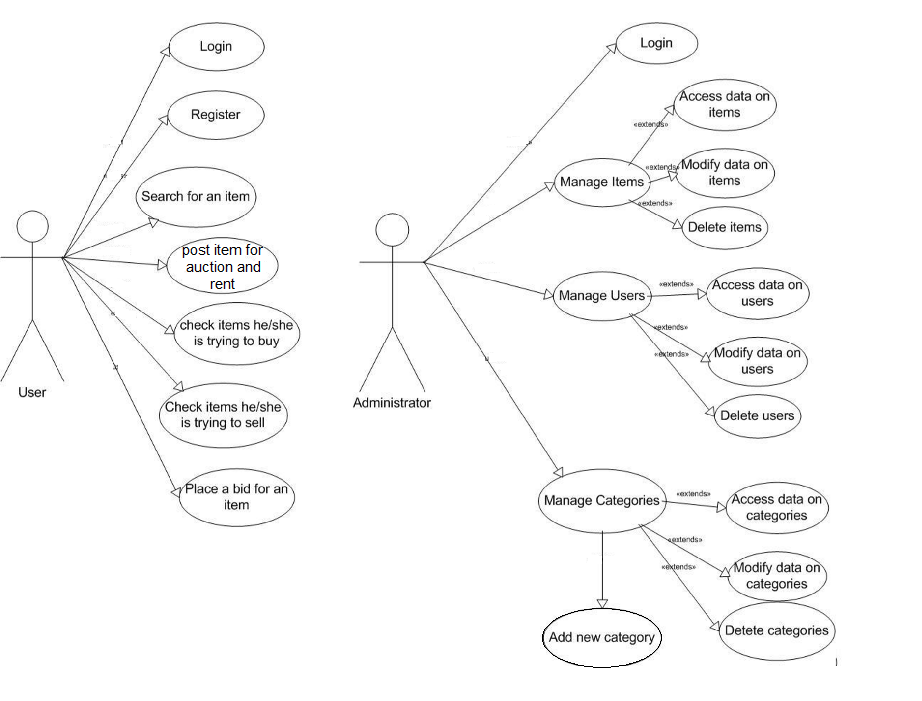 Login
Register
Search for an item
post item for
auction and
rent
check items he/she
is trying to buy
Check items he/she
is trying to sell
Place a bid for an
item
User
Login
Access data on
items
«extends»
Manage Items
«extends»
Modify data on
items
«extends»
Delete items
Administrator
Manage Users
«extends»
Access data on
users
«extends»
Modify data on
users
«extends»
Delete users
Manage Categories
«extends»
Access data on
categories
«extends»
Modify data on
categories
«extends»
Detete categories
Add new category